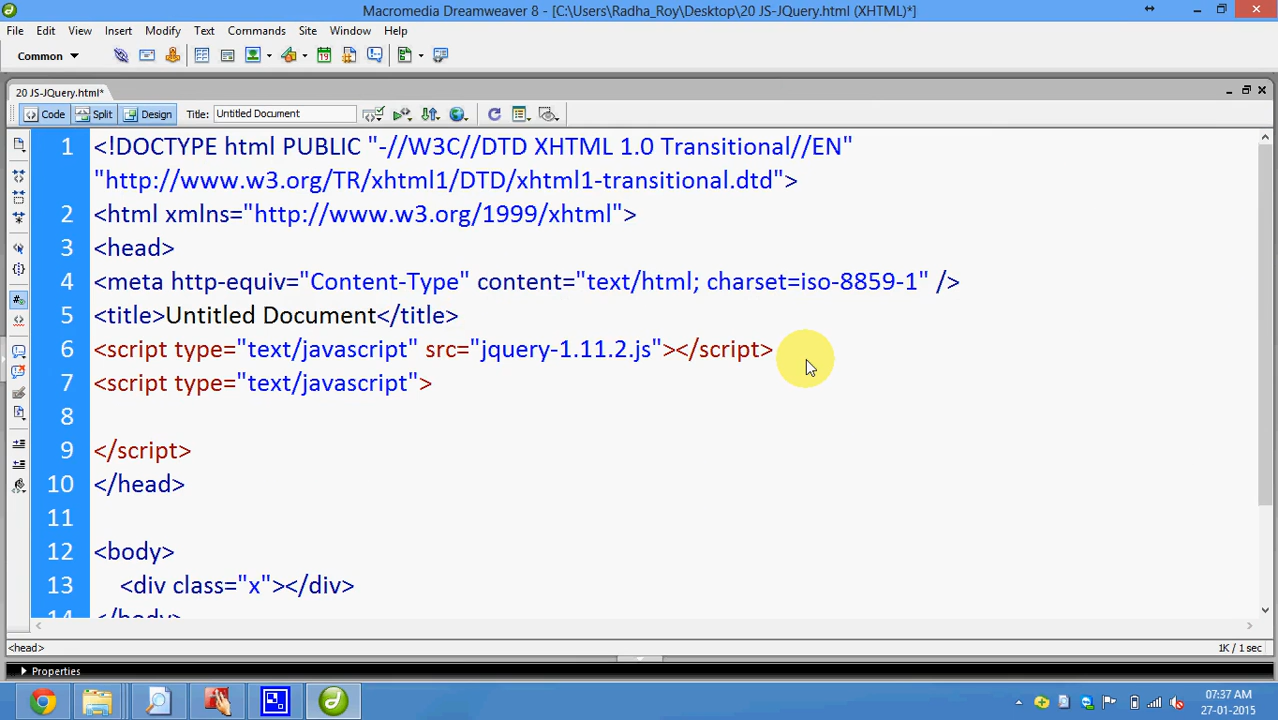 Macromedia Dreamweaver 8 - [C:\Users\Radha_Roy\Desktop\20 JS-JQuery.html (XHTML)*]
File Edit View Insert Modify Text Commands Site Window Help
Common
20 JS-JQuery.html*
Code Split Design Title: Untitled Document
1 <!DOCTYPE html PUBLIC "-//W3C//DTD XHTML 1.0 Transitional//EN"
"http://www.w3.org/TR/xhtml1/DTD/xhtml1-transitional.dtd">
2 <html xmlns="http://www.w3.org/1999/xhtml">
3 <head>
4 <meta http-equiv="Content-Type" content="text/html; charset=iso-8859-1" />
5 <title>Untitled Document</title>
6 <script type="text/javascript" src="jquery-1.11.2.js"></script>
7 <script type="text/javascript">
8
9 </script>
10 </head>
11
12 <body>
13 <div class="x"></div>
14 </body>
<head>
1K / 1 sec
Properties
07:37 AM
27-01-2015